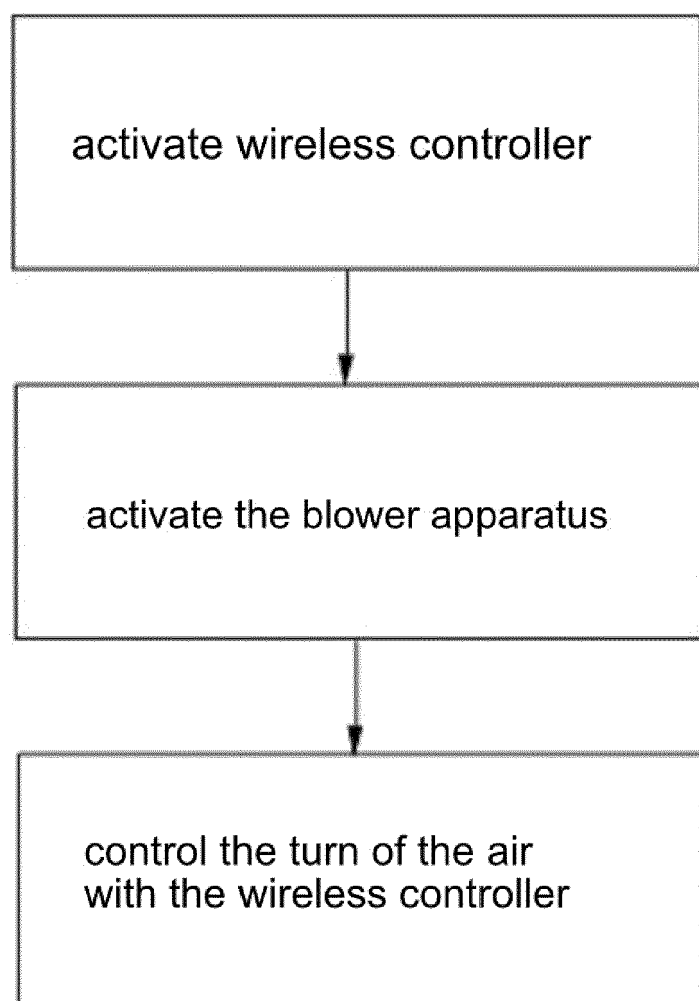 activate wireless controller
activate the blower apparatus
control the turn of the air
with the wireless controller